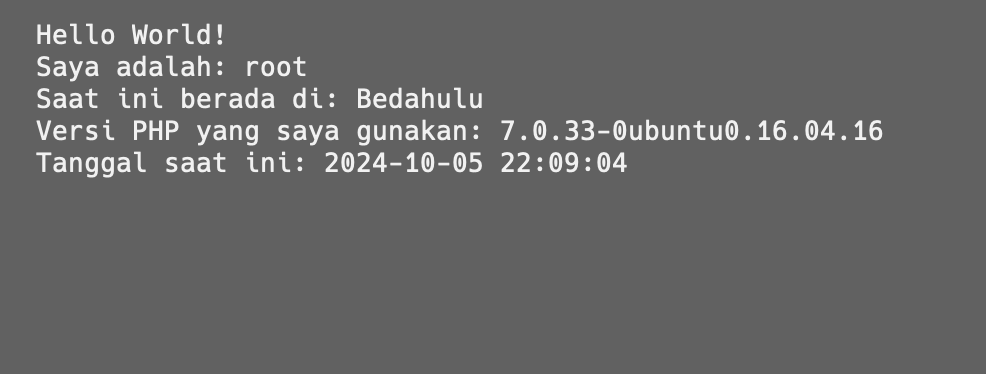 Hello World!
Saya adalah: root
Saat ini berada di: Bedahulu
Versi PHP yang saya gunakan: 7.0.33-0ubuntu0.16.04.16
Tanggal saat ini: 2024-10-05 22:09:04